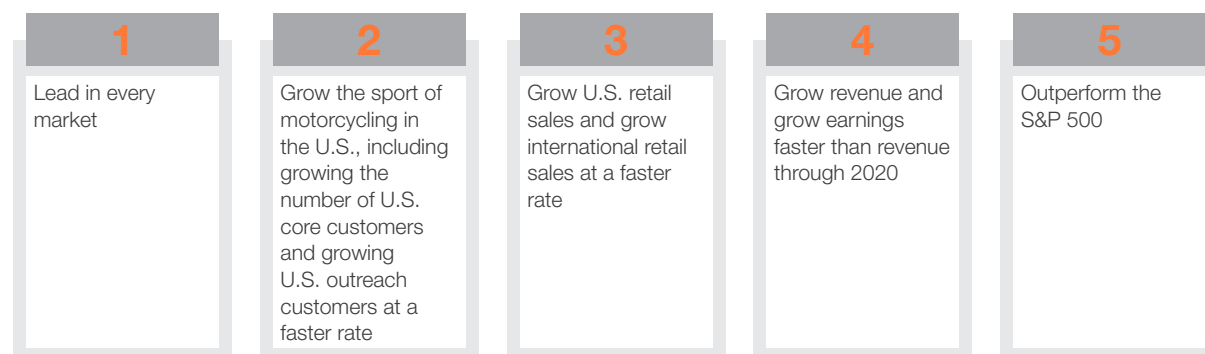 1
Lead in every
market
2
Grow the sport of
motorcycling in
the U.S., including
growing the
number of U.S.
core customers
and growing
U.S. outreach
customers at a
faster rate
3
Grow U.S. retail
sales and grow
international retail
sales at a faster
rate
4
Grow revenue and
grow earnings
faster than revenue
through 2020
5
Outperform the
S&P 500